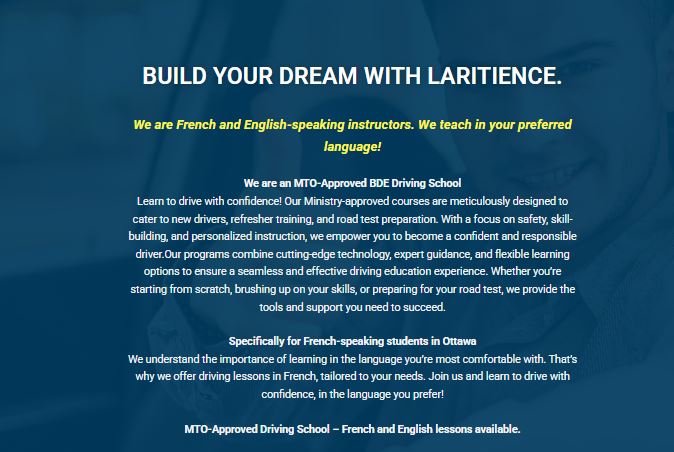 BUILD YOUR DREAM WITH LARITIENCE.
We are French and English-speaking instructors. We teach in your preferred
language!
We are an MTO-Approved BDE Driving School
Learn to drive with confidence! Our Ministry-approved courses are meticulously designed to
cater to new drivers, refresher training, and road test preparation. With a focus on safety, skill-
building, and personalized instruction, we empower you to become a confident and responsible
driver.Our programs combine cutting-edge technology, expert guidance, and flexible learning
options to ensure a seamless and effective driving education experience. Whether you're
starting from scratch, brushing up on your skills, or preparing for your road test, we provide the
tools and support you need to succeed.
Specifically for French-speaking students in Ottawa
We understand the importance of learning in the language you're most comfortable with. That's
why we offer driving lessons in French, tailored to your needs. Join us and learn to drive with
confidence, in the language you prefer!
MTO-Approved Driving School – French and English lessons available.